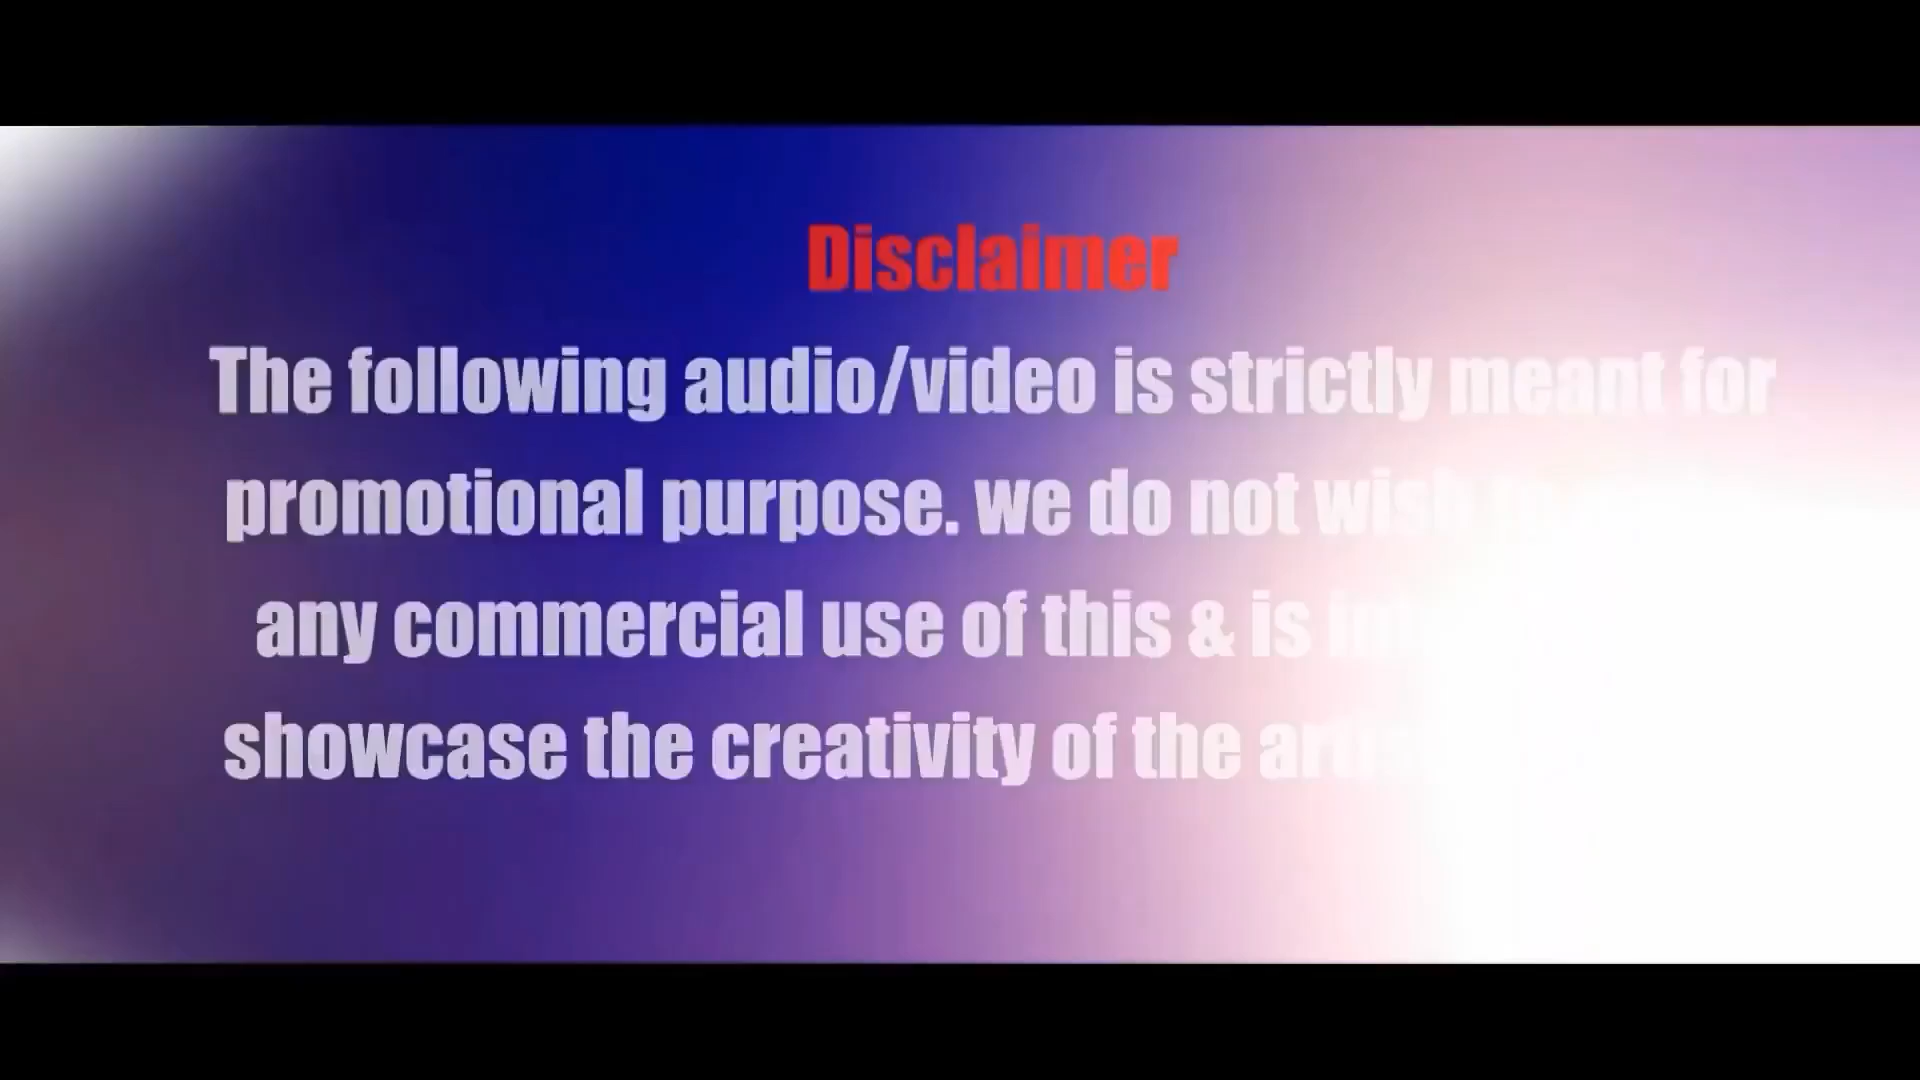 Disclaimer
The following audio/video is strictly meant for
promotional purpose. we do not wish
any commercial use of this & is
showcase the creativity of the